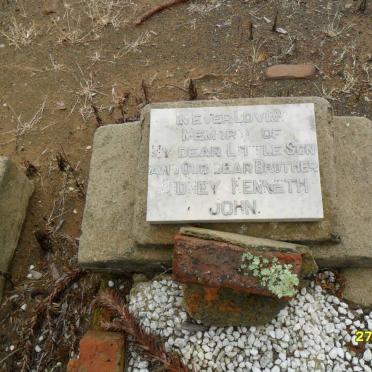 IN EVER LOVING
MEMORY OF
MY DEAR LITTLE SON
AND OUR DEAR BROTHER
SIDNEY KENNETH
JOHN.
27